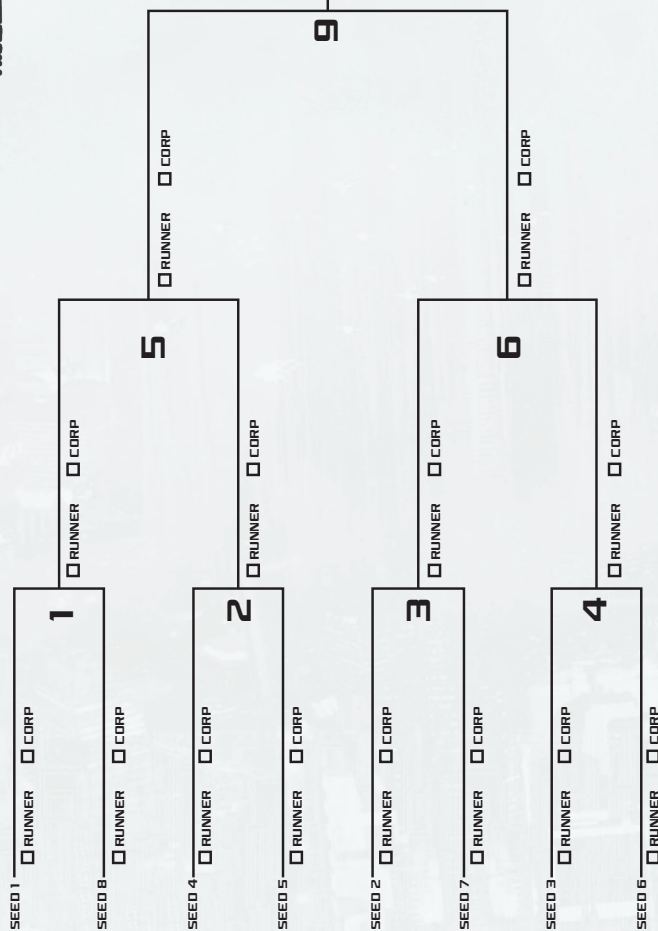 SEED 1
RUNNER CORP
1
RUNNER CORP
SEED 8
RUNNER CORP
5
RUNNER CORP
SEED 4
RUNNER CORP
2
RUNNER CORP
SEED 5
RUNNER CORP
9
SEED 2
RUNNER CORP
3
RUNNER CORP
SEED 7
RUNNER CORP
6
RUNNER CORP
SEED 3
RUNNER CORP
4
RUNNER CORP
SEED 6
RUNNER CORP